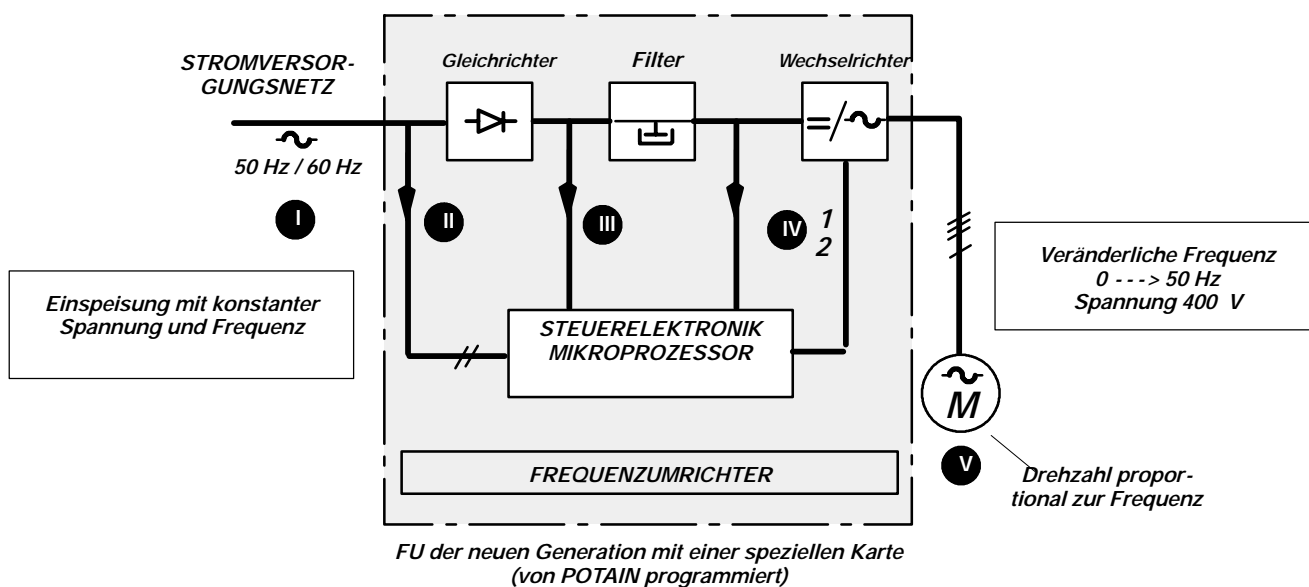 STROMVERSOR-
GUNGSNETZ
50 Hz / 60 Hz
I
Einspeisung mit konstanter
Spannung und Frequenz
Gleichrichter
Filter
Wechselrichter
=/
II
III
IV
1
2
STEUERELEKTRONIK
MIKROPROZESSOR
FREQUENZUMRICHTER
Veränderliche Frequenz
0 - - -> 50 Hz
Spannung 400 V
M
V
Drehzahl propor-
tional zur Frequenz
FU der neuen Generation mit einer speziellen Karte
(von POTAIN programmiert)